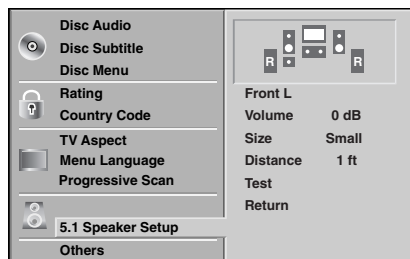 Disc Audio
Disc Subtitle
Disc Menu
Rating
Country Code
TV Aspect
Menu Language
Progressive Scan
5.1 Speaker Setup
Others
R R
Front L
Volume 0 dB
Size Small
Distance 1 ft
Test
Return